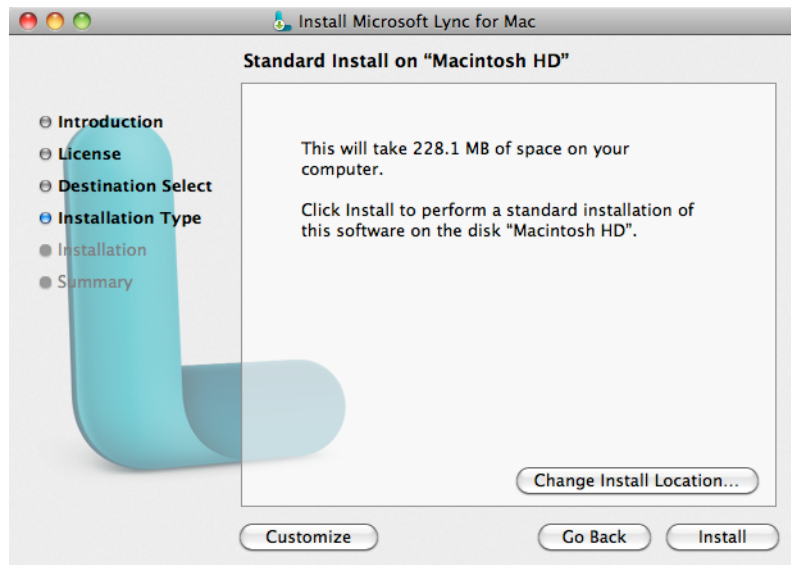 Install Microsoft Lync for Mac
Standard Install on “Macintosh HD”
Introduction
License
Destination Select
Installation Type
Installation
Summary
This will take 228.1 MB of space on your
computer.
Click Install to perform a standard installation of
this software on the disk “Macintosh HD”.
Change Install Location...
Customize
Go Back
Install